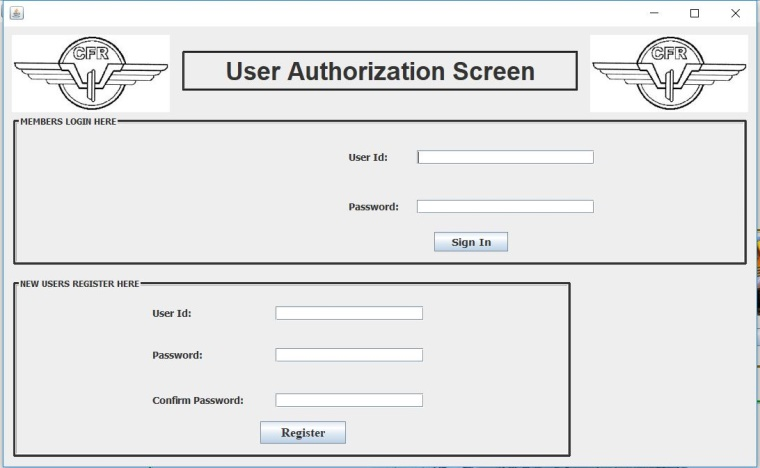 CFR
User Authorization Screen
CFR
MEMBERS LOGIN HERE
User Id:
Password:
Sign In
NEW USERS REGISTER HERE
User Id:
Password:
Confirm Password:
Register